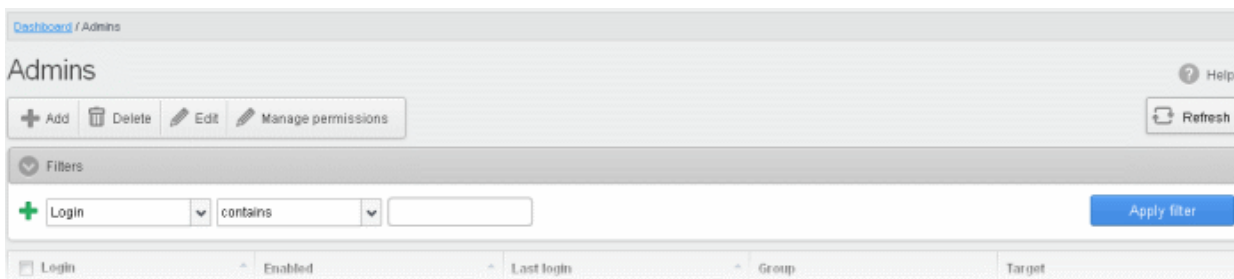 Dashboard / Admins
Admins
Help
Add Delete Edit Manage permissions
Refresh
Filters
Login contains
Apply filter
Login Enabled Last login Group Target